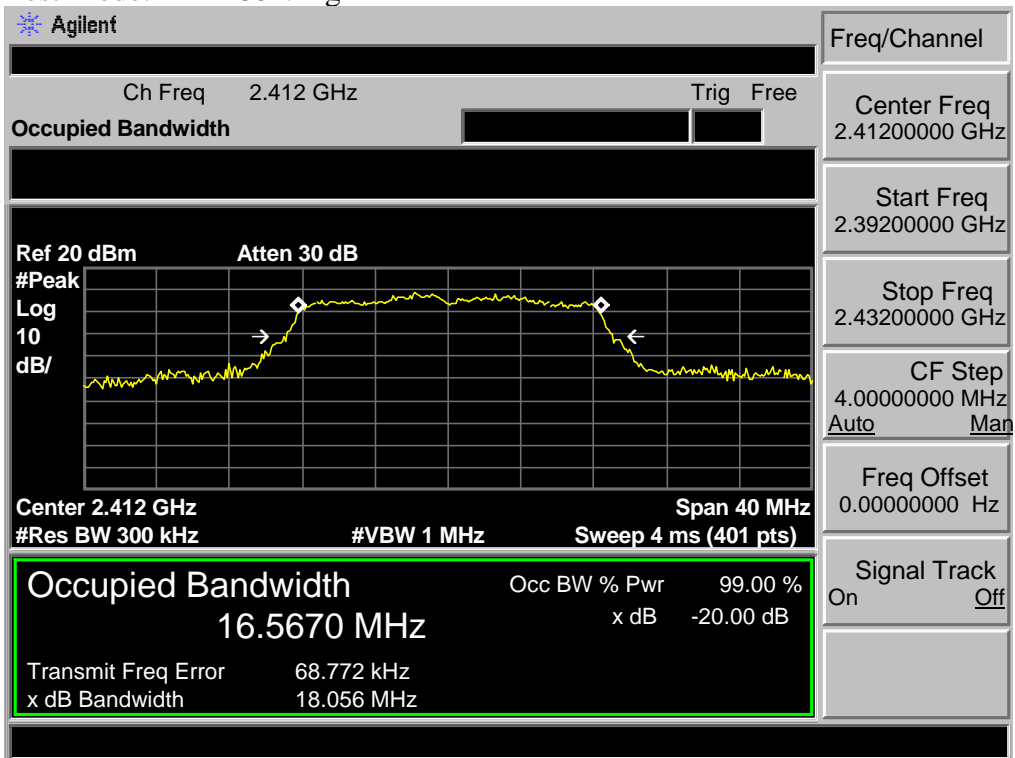 Agilent
Freq/Channel
Ch Freq 2.412 GHz Trig Free
Occupied Bandwidth
Center Freq
2.41200000 GHz
Start Freq
2.39200000 GHz
Ref 20 dBm Atten 30 dB
#Peak
Log
10
dB/
Stop Freq
2.43200000 GHz
CF Step
4.00000000 MHz
Auto Man
Freq Offset
0.00000000 Hz
Center 2.412 GHz Span 40 MHz
#Res BW 300 kHz #VBW 1 MHz Sweep 4 ms (401 pts)
Signal Track
On Off
Occupied Bandwidth Occ BW % Pwr 99.00 %
16.5670 MHz x dB -20.00 dB
Transmit Freq Error 68.772 kHz
x dB Bandwidth 18.056 MHz